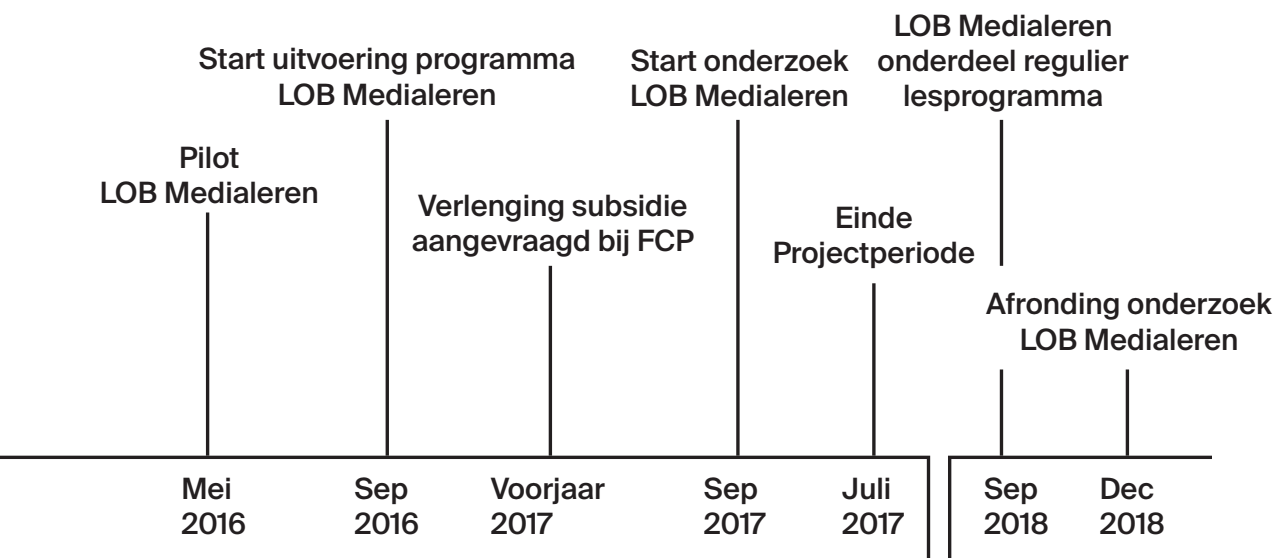 Start uitvoering programma
LOB Medialeren
Start onderzoek
LOB Medialeren
LOB Medialeren
onderdeel regulier
lesprogramma
Pilot
LOB Medialeren
Verlenging subsidie
aangevraagd bij FCP
Einde
Projectperiode
Afronding onderzoek
LOB Medialeren
Mei
2016
Sep
2016
Voorjaar
2017
Sep
2017
Juli
2017
Sep
2018
Dec
2018